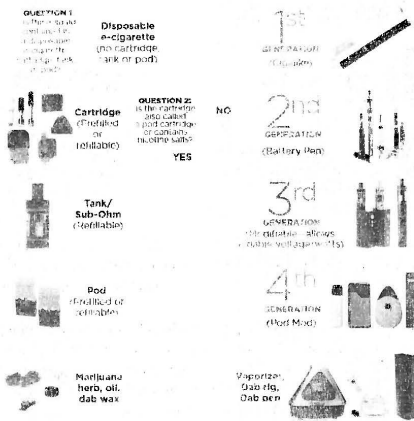 QUESTION 1
Disposable
e-cigarette
(no cartridge,
tank or pod)
1st
GENERATION
Cartridge
(Prefilled
or
refillable)
QUESTION 2:
Is the cartridge
also called
a pod cartridge
or contains
nicotine salts?
YES
NO
2nd
GENERATION
(Battery Pen)
Tank/
Sub-Ohm
(Refillable)
3rd
GENERATION
allows
Pod
(Prefilled or
refillable)
4th
GENERATION
(Pod Mod)
Marijuana
herb, oil,
dab wax
Vaporizer,
Dab rig,
Dab pen